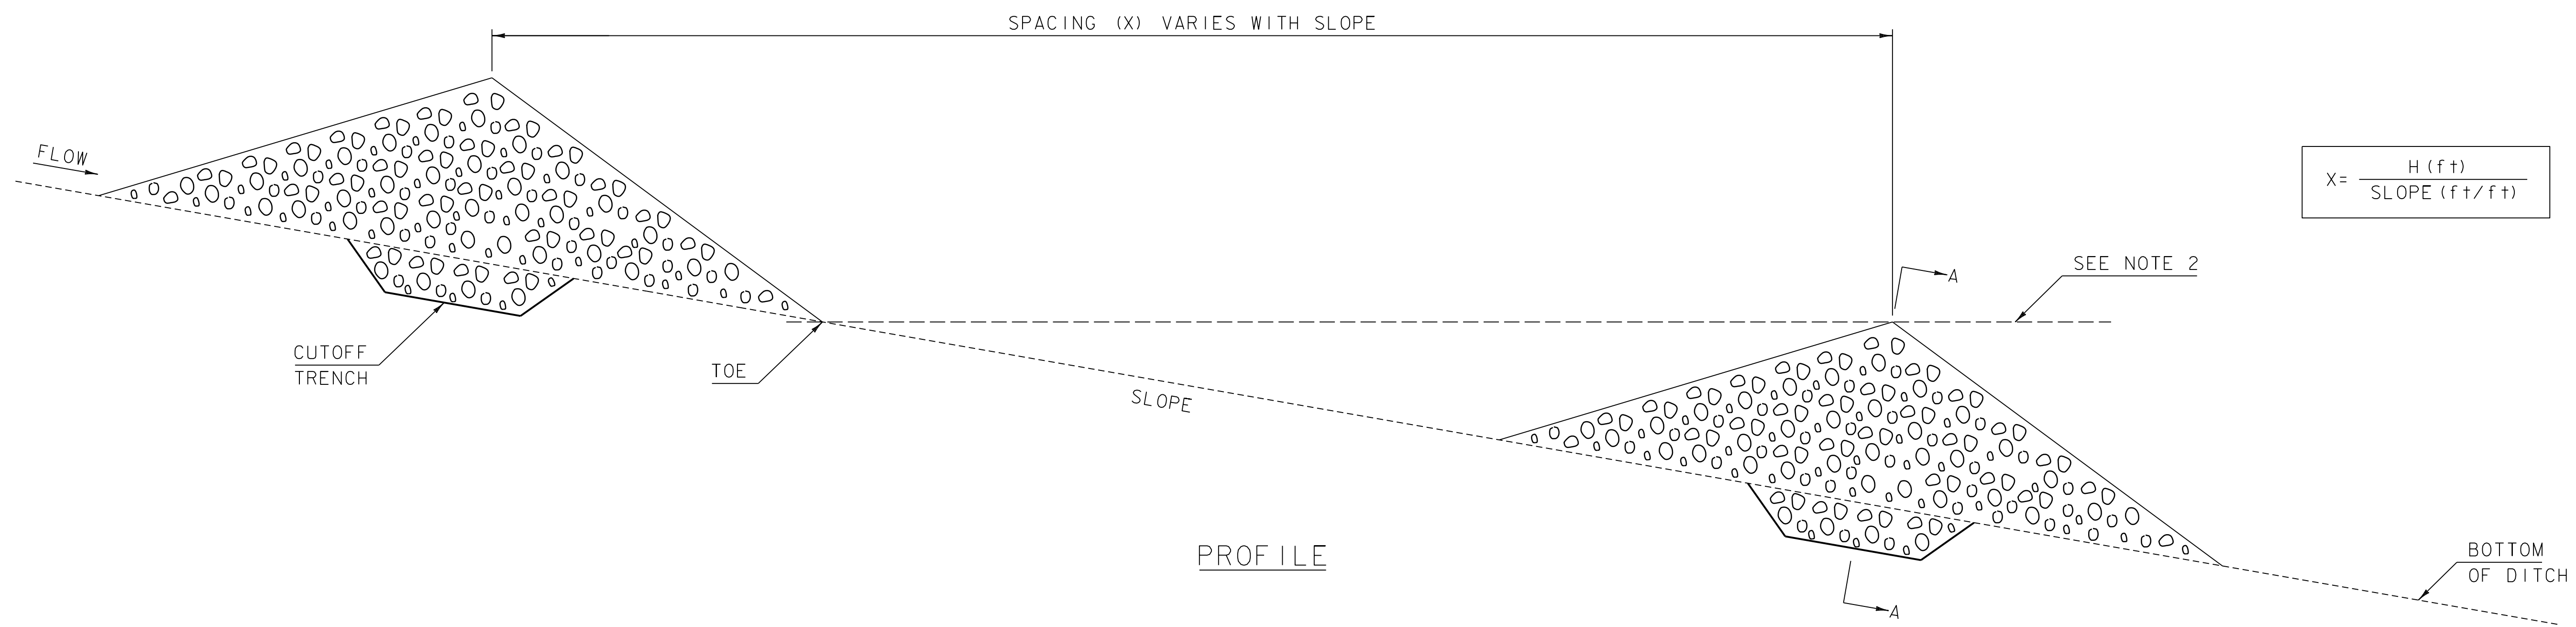 SPACING (X) VARIES WITH SLOPE
FLOW
H(ft)
X=
SLOPE(ft/ft)
SEE NOTE 2
A
CUTOFF
TRENCH
TOE
SLOPE
PROFILE
BOTTOM
OF DITCH
A